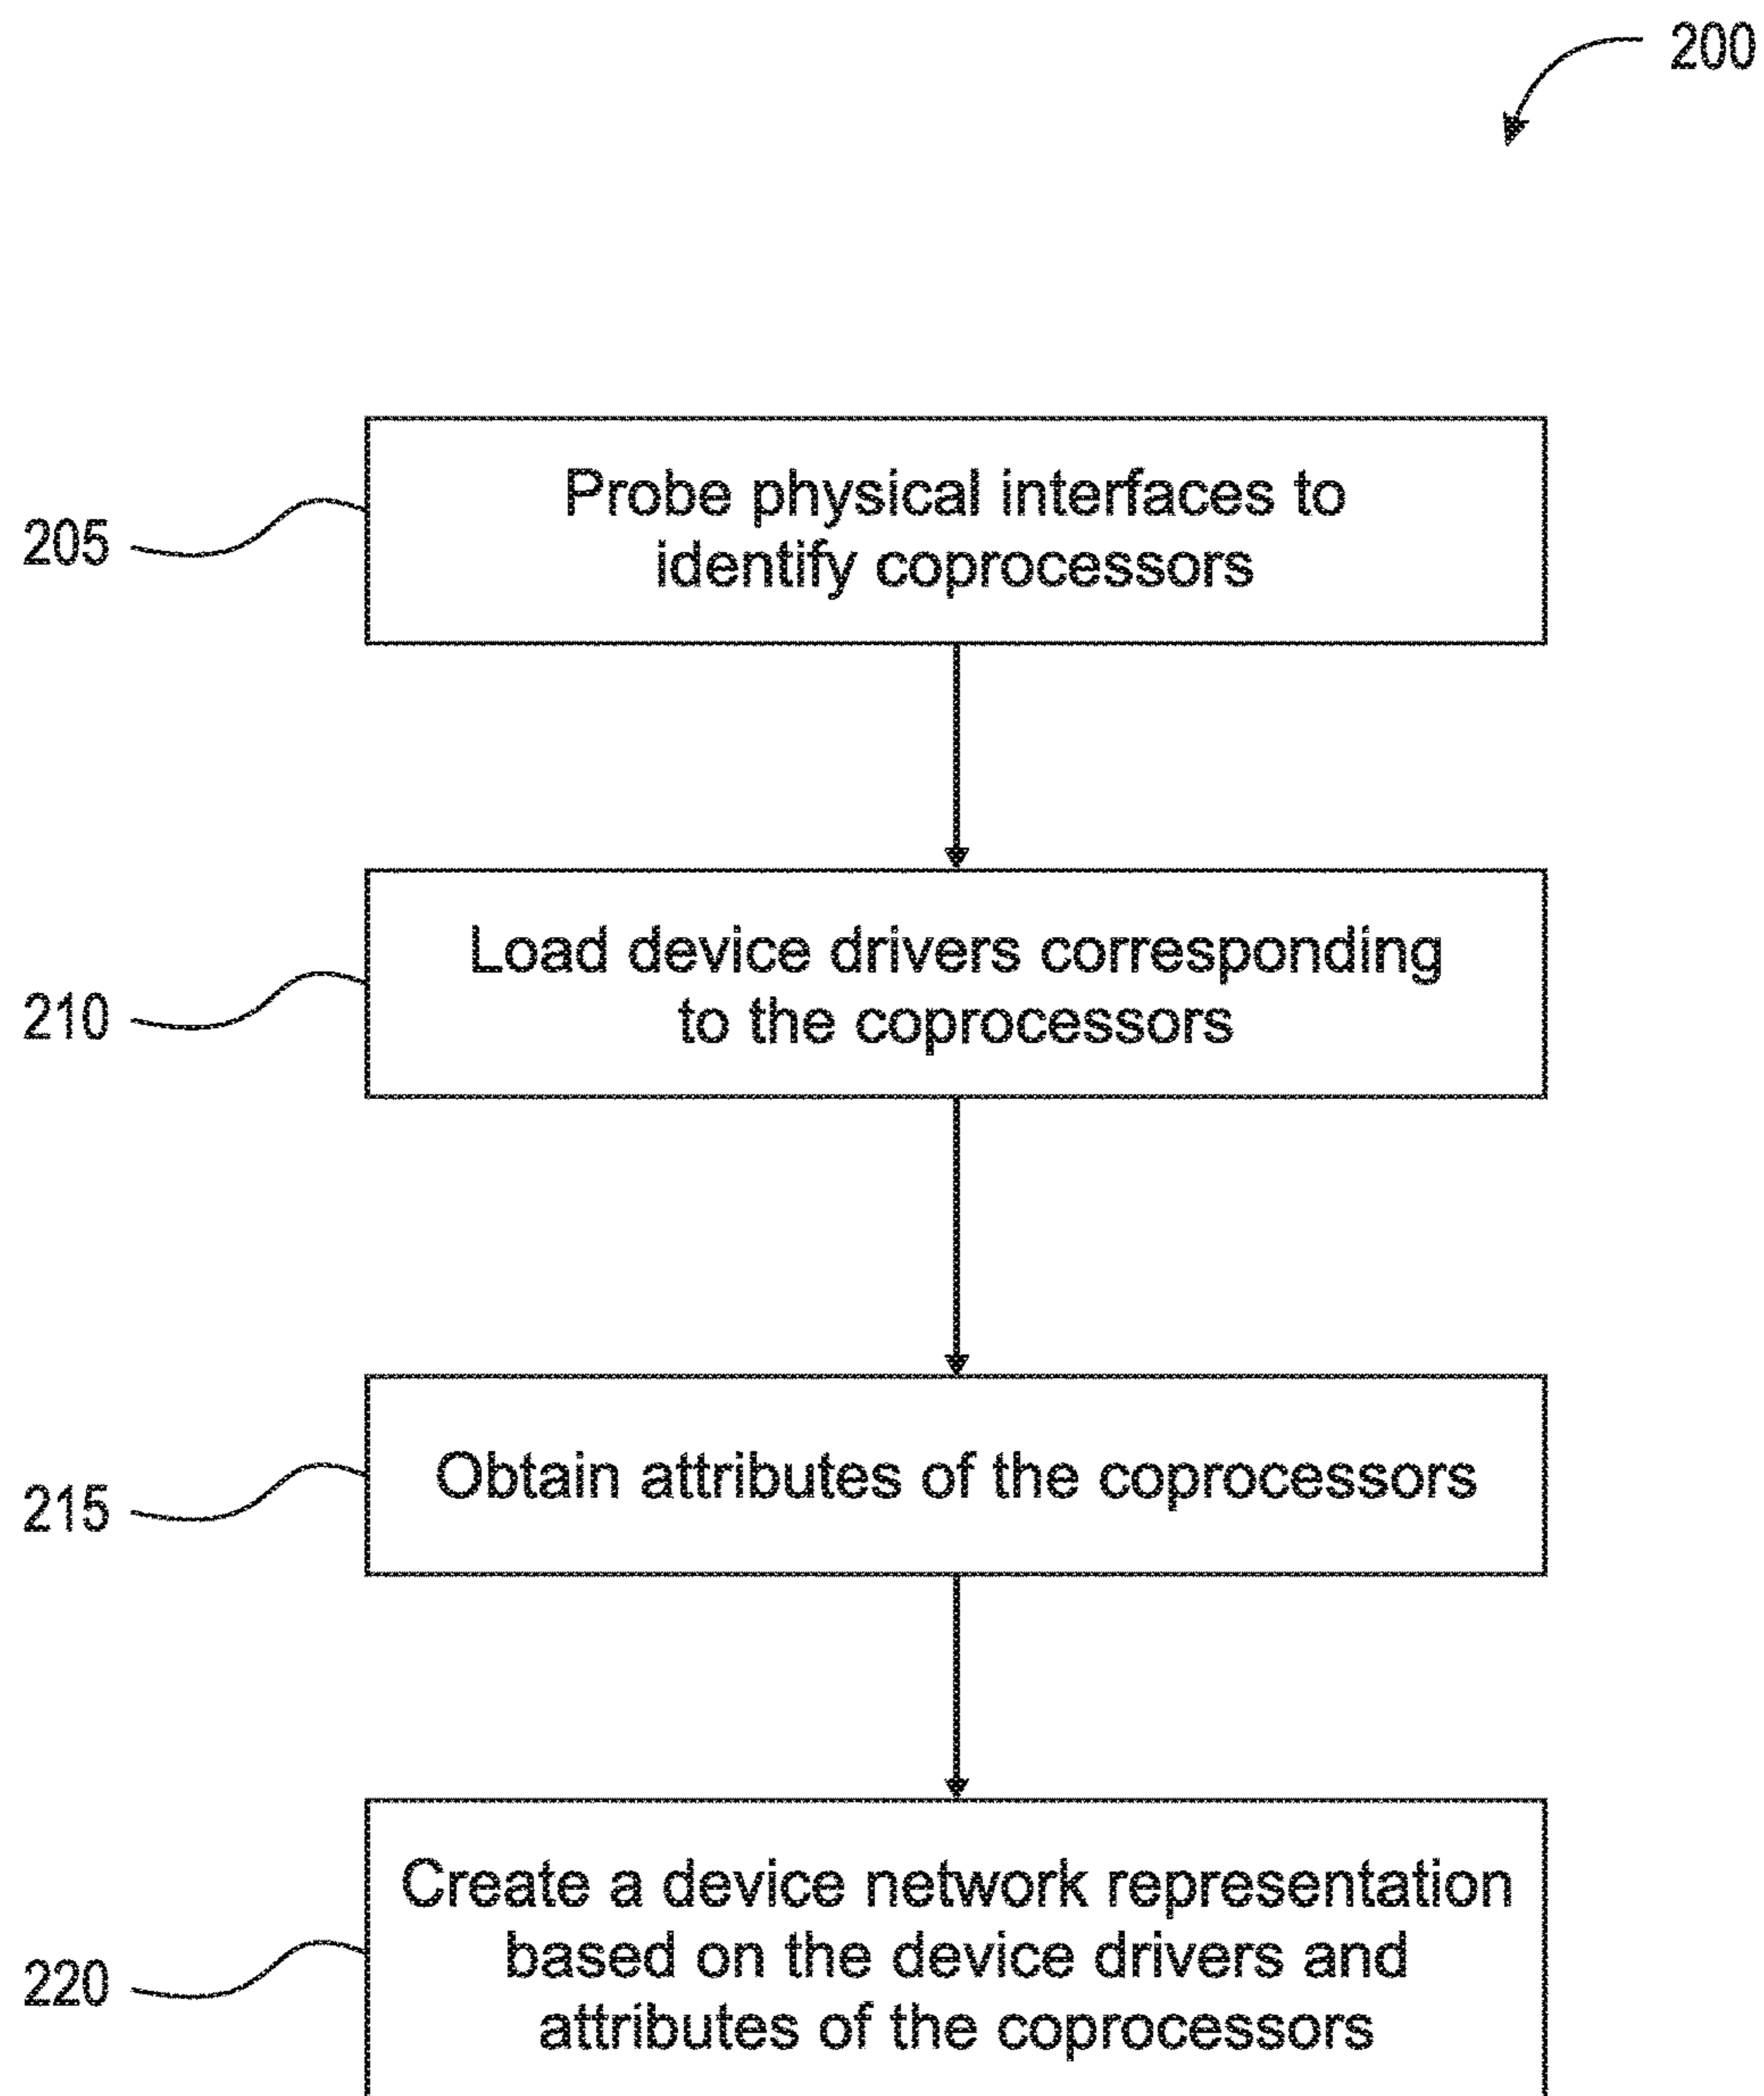 200
205
Probe physical interfaces to
identify coprocessors
210
Load device drivers corresponding
to the coprocessors
215
Obtain attributes of the coprocessors
220
Create a device network representation
based on the device drivers and
attributes of the coprocessors